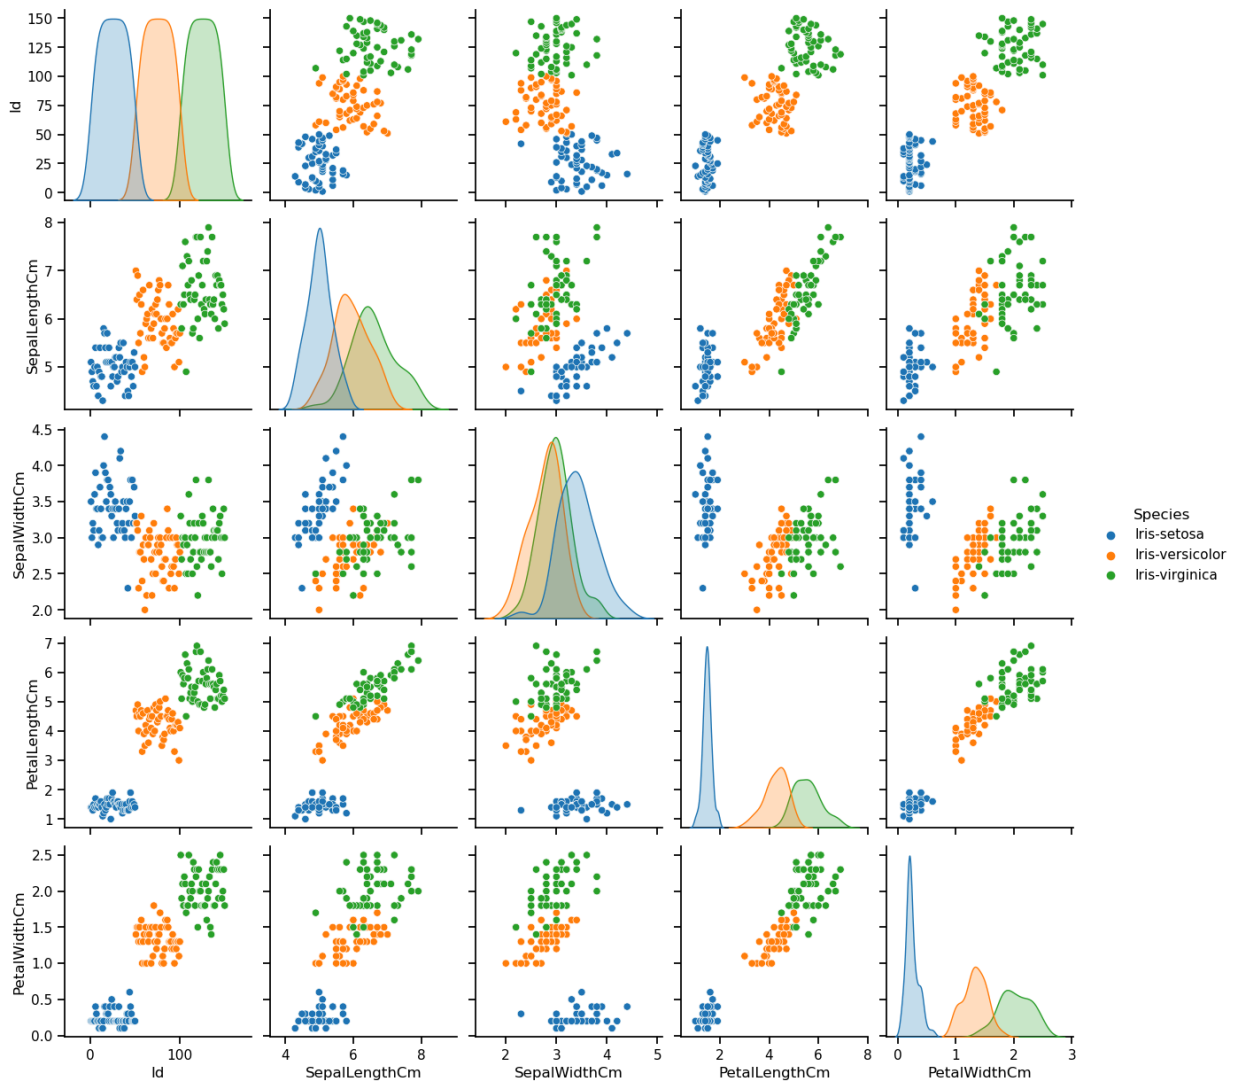 150
125
100
75
50
25
0
Id
8
7
6
5
SepalLengthCm
4.5
4.0
3.5
3.0
2.5
2.0
SepalWidthCm
Species
Iris-setosa
Iris-versicolor
Iris-virginica
7
6
5
4
3
2
1
PetalLengthCm
2.5
2.0
1.5
1.0
0.5
0.0
PetalWidthCm
0 100 4 6 8 2 3 4 5 2 4 6 8 0 1 2 3
Id SepalLengthCm SepalWidthCm PetalLengthCm PetalWidthCm